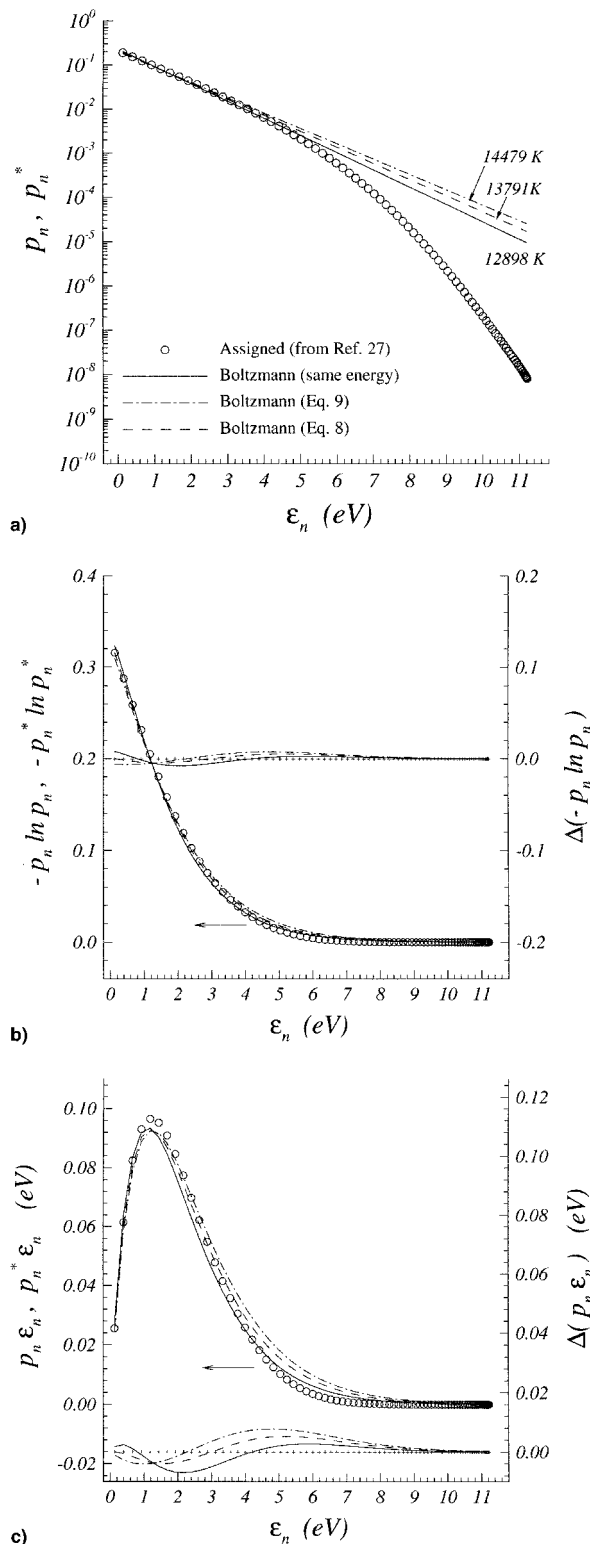 10^0
10^-1
10^-2
10^-3
10^-4
10^-5
10^-6
10^-7
10^-8
10^-9
10^-10
p_n , p_n^*
14479 K
13791K
12898 K
Assigned (from Ref. 27)
Boltzmann (same energy)
Boltzmann (Eq. 9)
Boltzmann (Eq. 8)
0 1 2 3 4 5 6 7 8 9 10 11
ε_n (eV)
a)
0.4
0.3
0.2
0.1
0.0
-p_n ln p_n , -p_n^* ln p_n^*
0.2
0.1
0.0
-0.1
-0.2
Δ(-p_n ln p_n)
0 1 2 3 4 5 6 7 8 9 10 11
ε_n (eV)
b)
0.10
0.08
0.06
0.04
0.02
0.00
-0.02
p_n ε_n , p_n^* ε_n (eV)
0.12
0.10
0.08
0.06
0.04
0.02
0.00
Δ( p_n ε_n ) (eV)
0 1 2 3 4 5 6 7 8 9 10 11
ε_n (eV)
c)